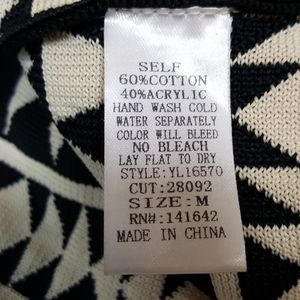 SELF
60%COTTON
40%ACRYLIC
HAND WASH COLD
WATER SEPARATELY
COLOR WILL BLEED
NO BLEACH
LAY FLAT TO DRY
STYLE:YL16570
CUT:28092
SIZE:M
RN#:141642
MADE IN CHINA